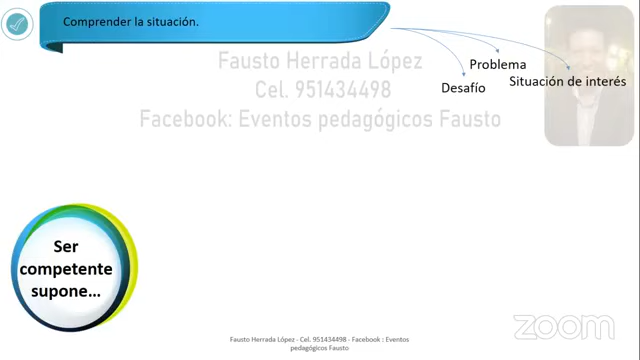 Comprender la situación.
Fausto Herrada López
Cel. 951434498
Facebook: Eventos pedagógicos Fausto
Problema
Situación de interés
Desafío
Ser
competente
supone...
zoom
Fausto Herrada López - Cel. 951434498 - Facebook : Eventos
pedagógicos Fausto